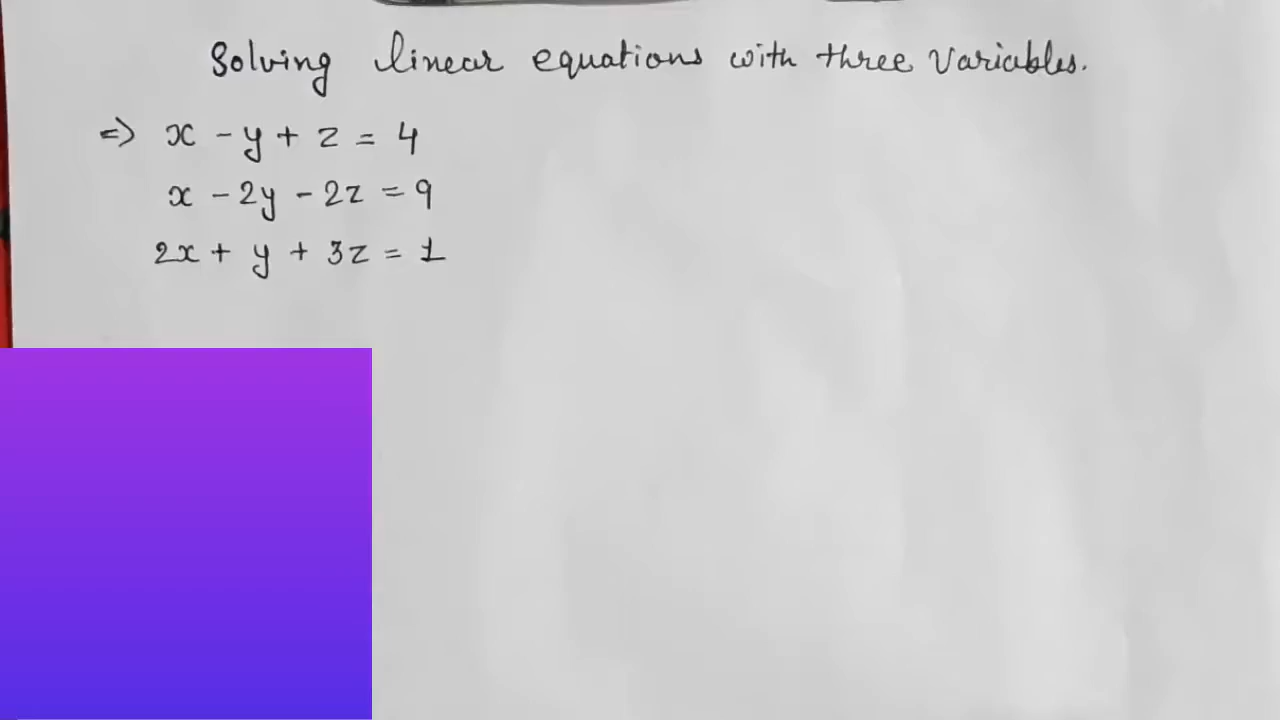 Solving linear equations with three variables.
=> x - y + z = 4
x - 2y - 2z = 9
2x + y + 3z = 1